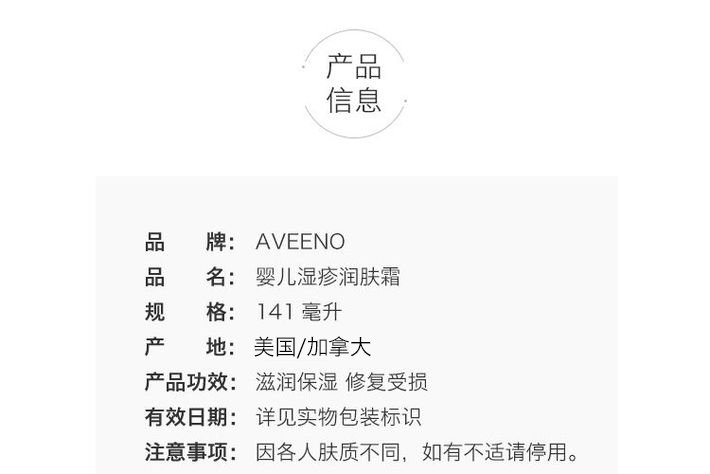 产品
信息
品 牌： AVEENO
品 名： 婴儿湿疹润肤霜
规 格： 141 毫升
产 地： 美国/加拿大
产品功效： 滋润保湿 修复受损
有效日期： 详见实物包装标识
注意事项： 因各人肤质不同，如有不适请停用。